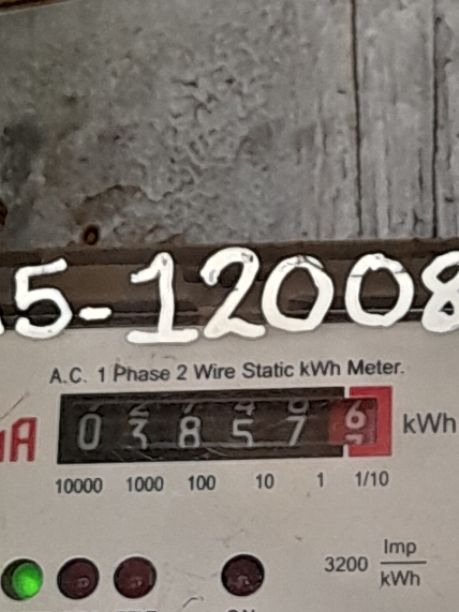 5-12008
A.C. 1 Phase 2 Wire Static kWh Meter.
A 0 3 8 5 7 6 kWh
10000 1000 100 10 1 1/10
3200 Imp/kWh